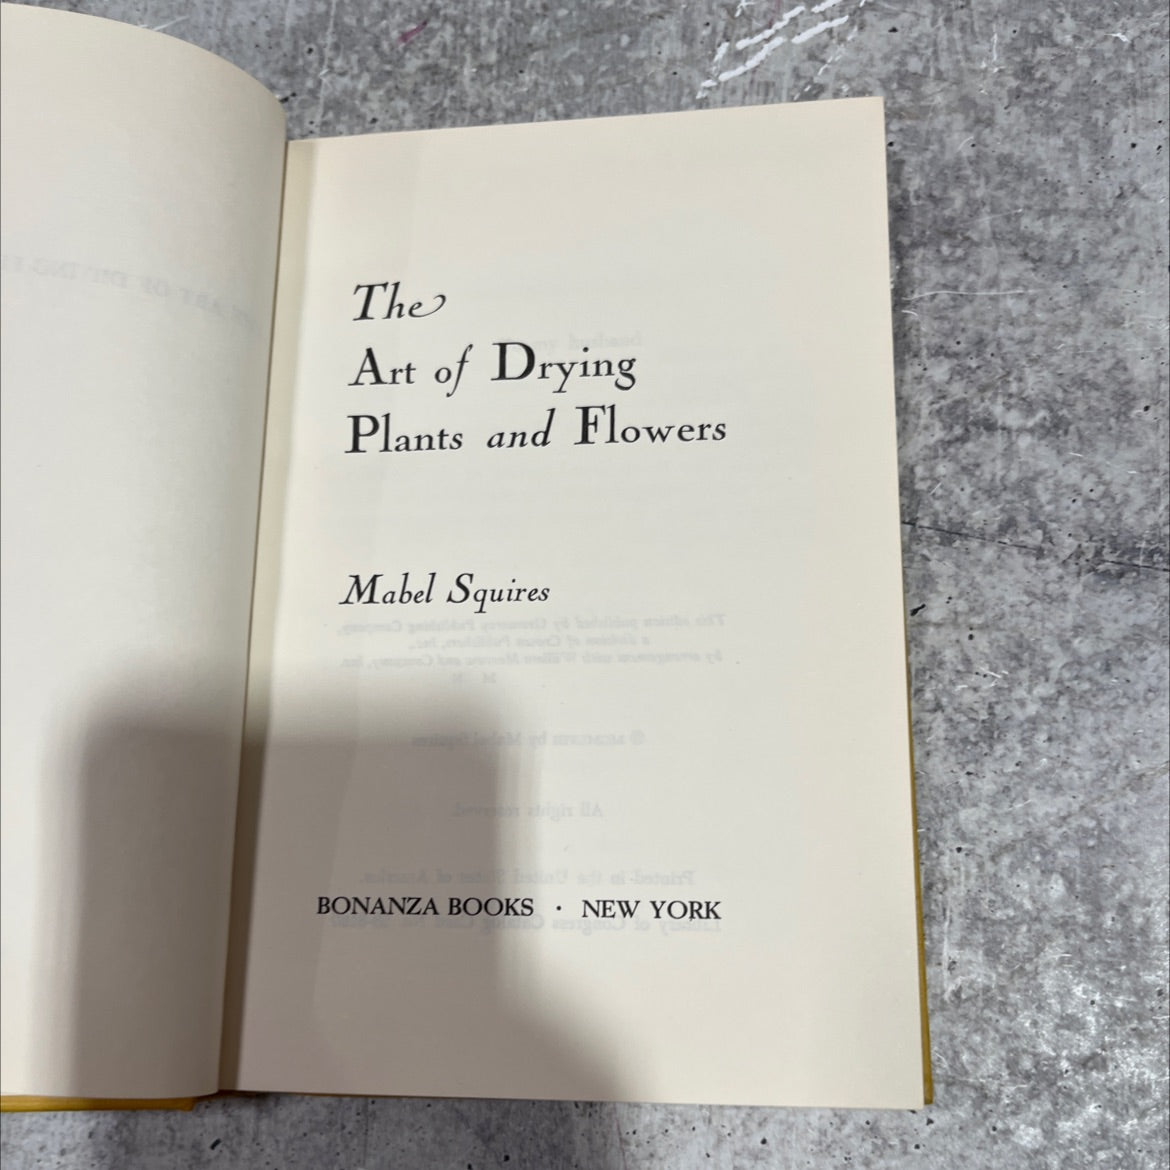 The
Art of Drying
Plants and Flowers
Mabel Squires
BONANZA BOOKS · NEW YORK